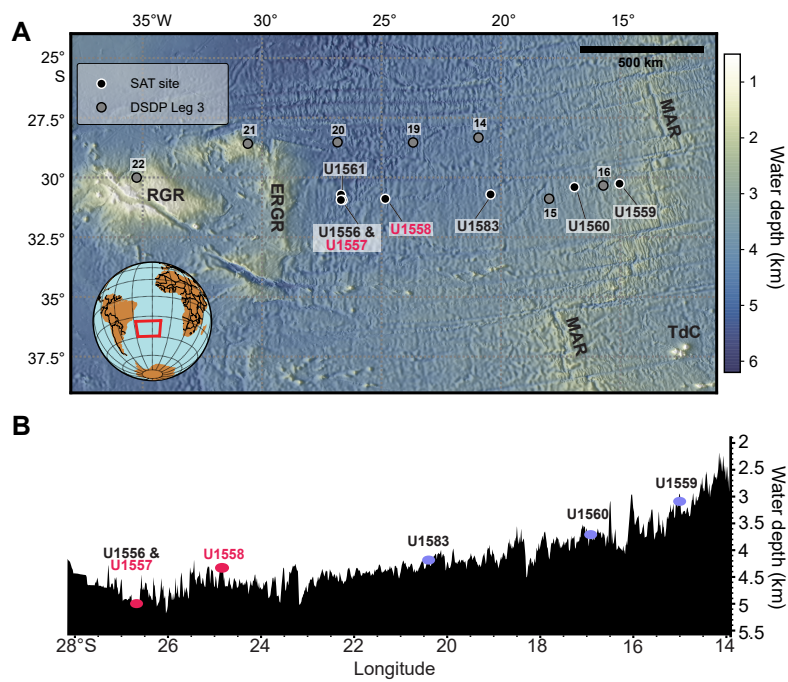 A
35°W 30° 25° 20° 15°
25°
S
27.5°
30°
32.5°
35°
37.5°
SAT site
DSDP Leg 3
500 km
MAR
22
21
20
19
14
RGR
ERGR
U1561
U1556 &
U1557
U1558
U1583
15
16
U1560
U1559
MAR
TdC
1
2
3
4
5
6
Water depth (km)
B
U1556 &
U1557
U1558
U1583
U1560
U1559
2
2.5
3
3.5
4
4.5
5
5.5
Water depth (km)
28°S 26 24 22 20 18 16 14
Longitude